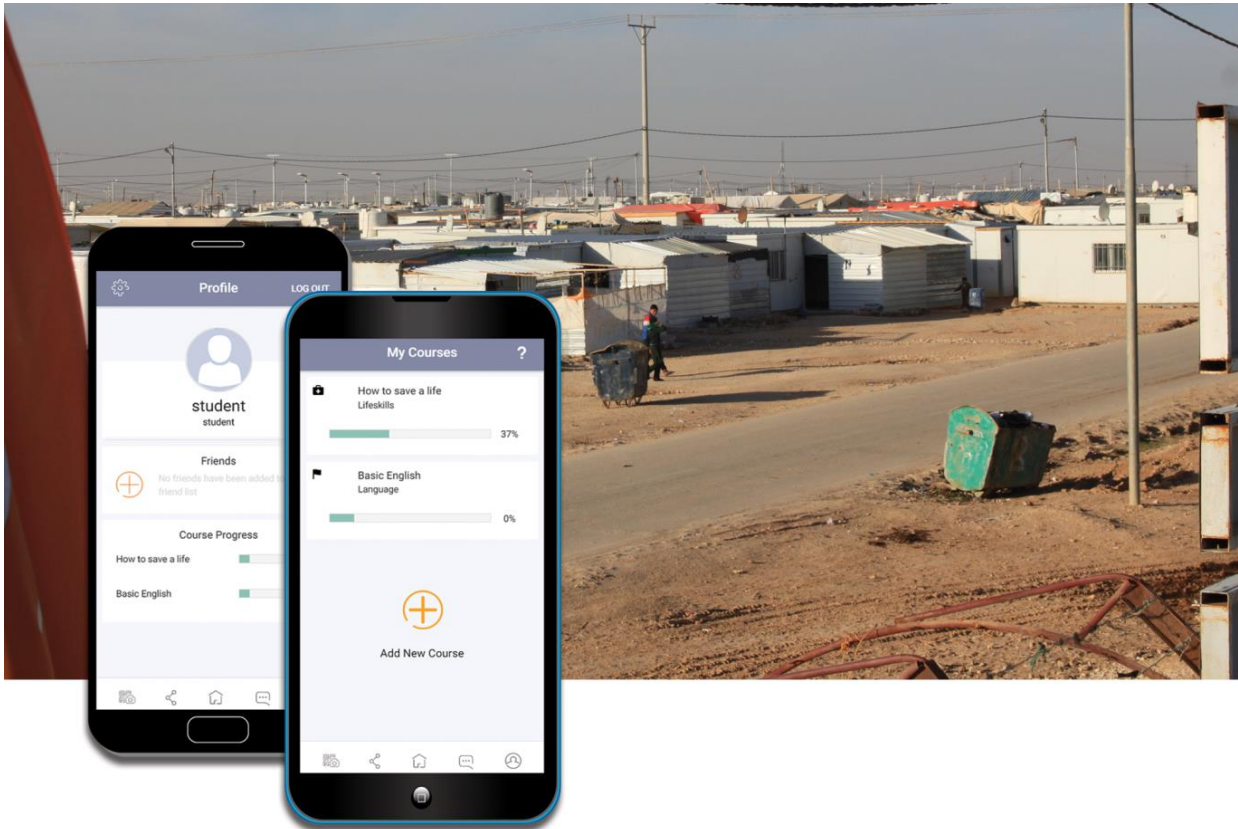 Profile
LOG OUT
student
student
Friends
No friends have been added to
friend list
Course Progress
How to save a life
Basic English
My Courses
?
How to save a life
Lifeskills
37%
Basic English
Language
0%
Add New Course